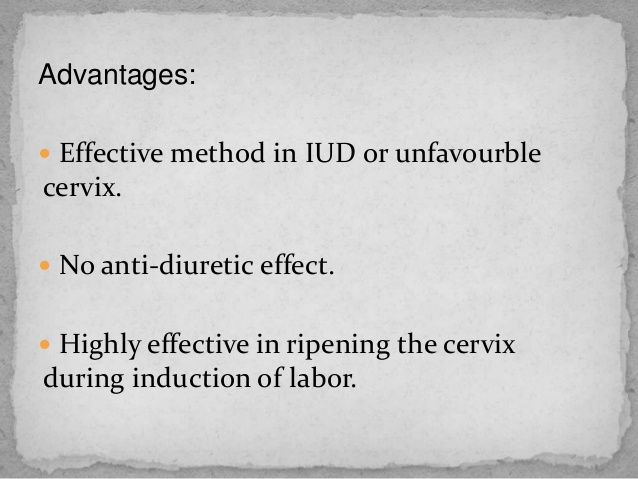 Advantages:
• Effective method in IUD or unfavourble
cervix.
• No anti-diuretic effect.
• Highly effective in ripening the cervix
during induction of labor.